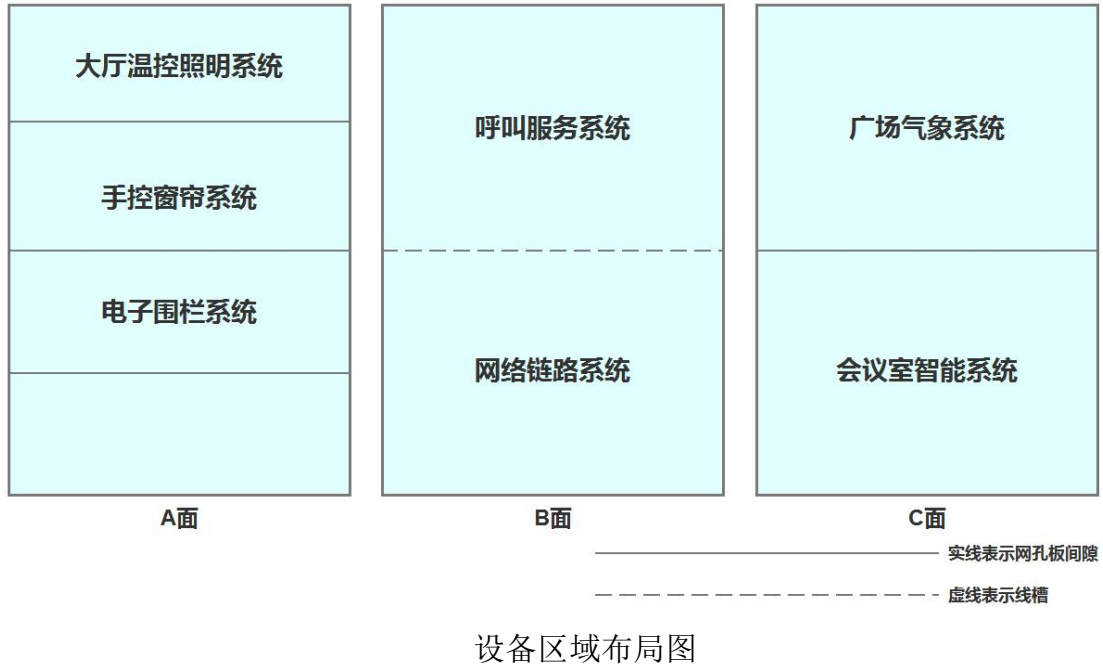 大厅温控照明系统
手控窗帘系统
电子围栏系统
A面
呼叫服务系统
网络链路系统
B面
广场气象系统
会议室智能系统
C面
实线表示网孔板间隙
虚线表示线槽
设备区域布局图